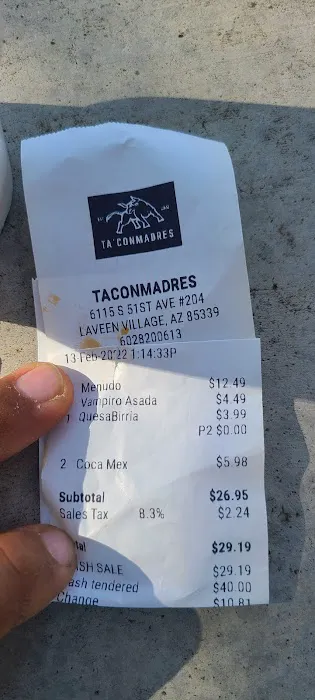 TA'CONMADRES
TACONMADRES
6115 S 51ST AVE #204
LAVEEN VILLAGE, AZ 85339
6028200613
13-Feb-2022 1:14:33P
Menudo $12.49
Vampiro Asada $4.49
1 QuesaBirria $3.99
P2 $0.00
2 Coca Mex $5.98
Subtotal $26.95
Sales Tax 8.3% $2.24
tal $29.19
ASH SALE $29.19
ash tendered $40.00
Change $10.81